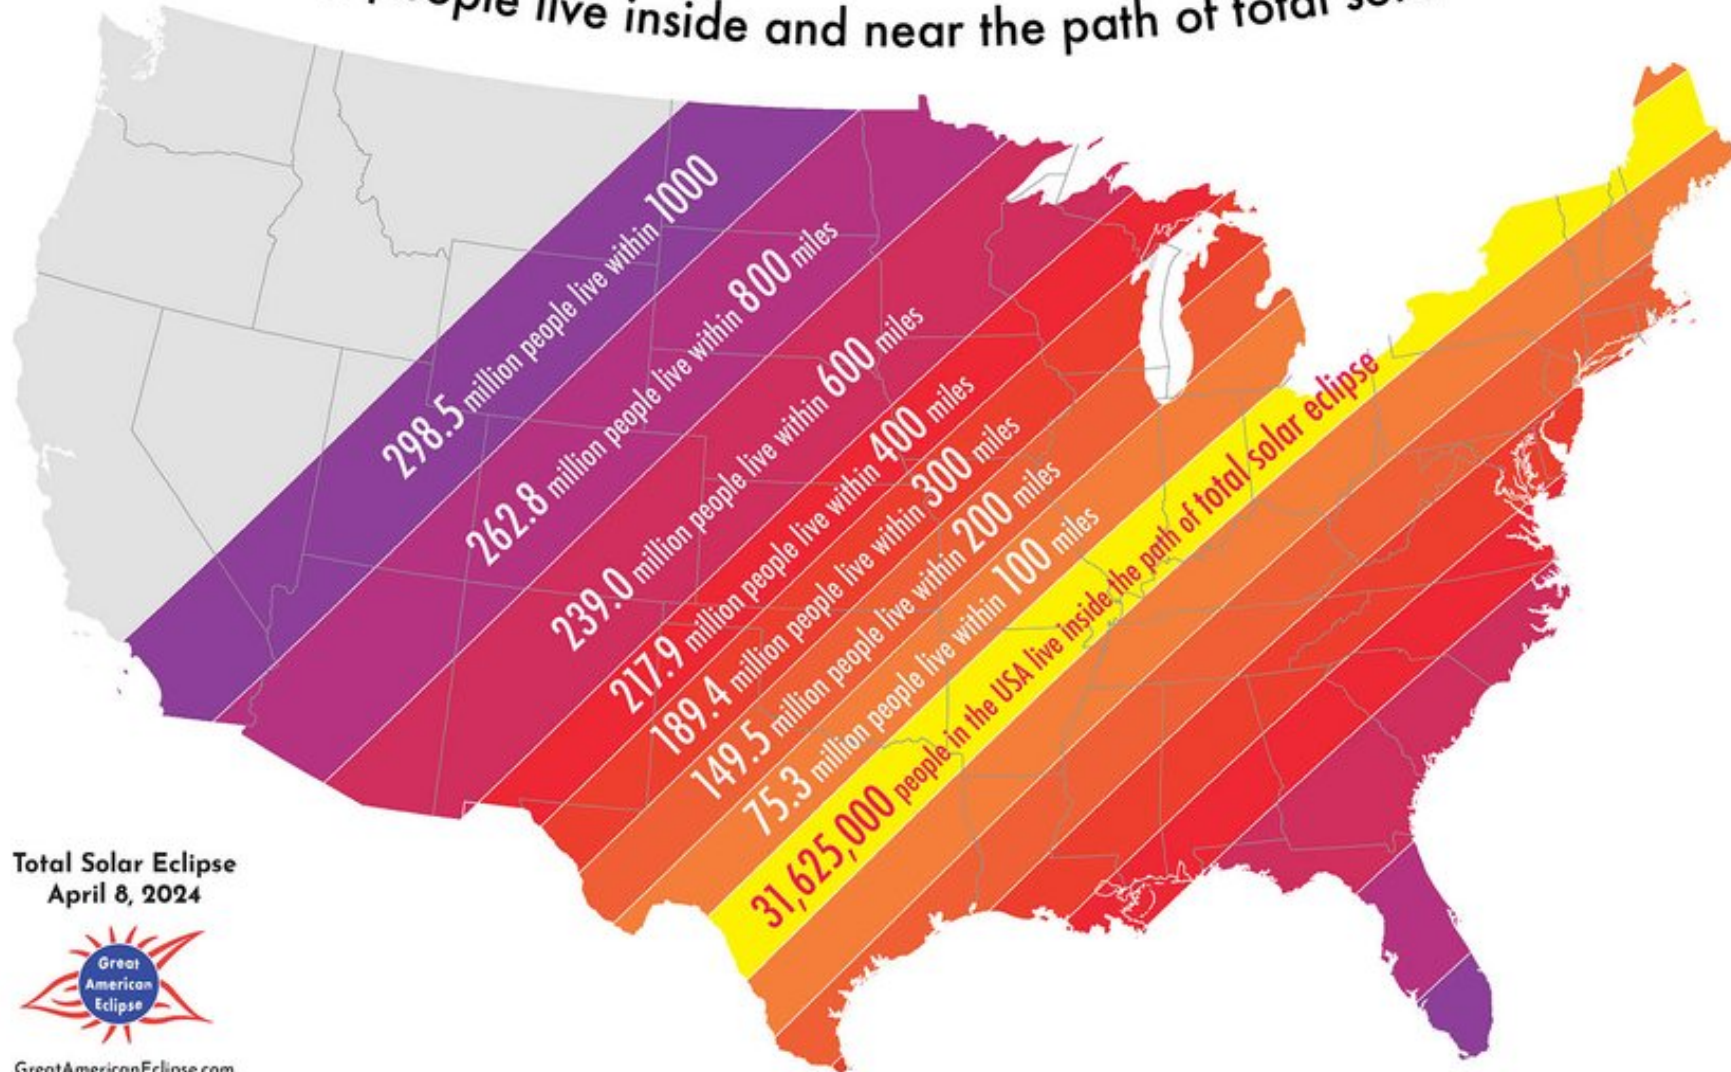 people live inside and near the path of total
298.5 million people live within 1000
262.8 million people live within 800 miles
239.0 million people live within 600 miles
217.9 million people live within 400 miles
189.4 million people live within 300 miles
149.5 million people live within 200 miles
75.3 million people live within 100 miles
31,625,000 people in the USA live inside the path of total solar eclipse
Total Solar Eclipse
April 8, 2024
Great
American
Eclipse
GreatAmericanEclipse.com